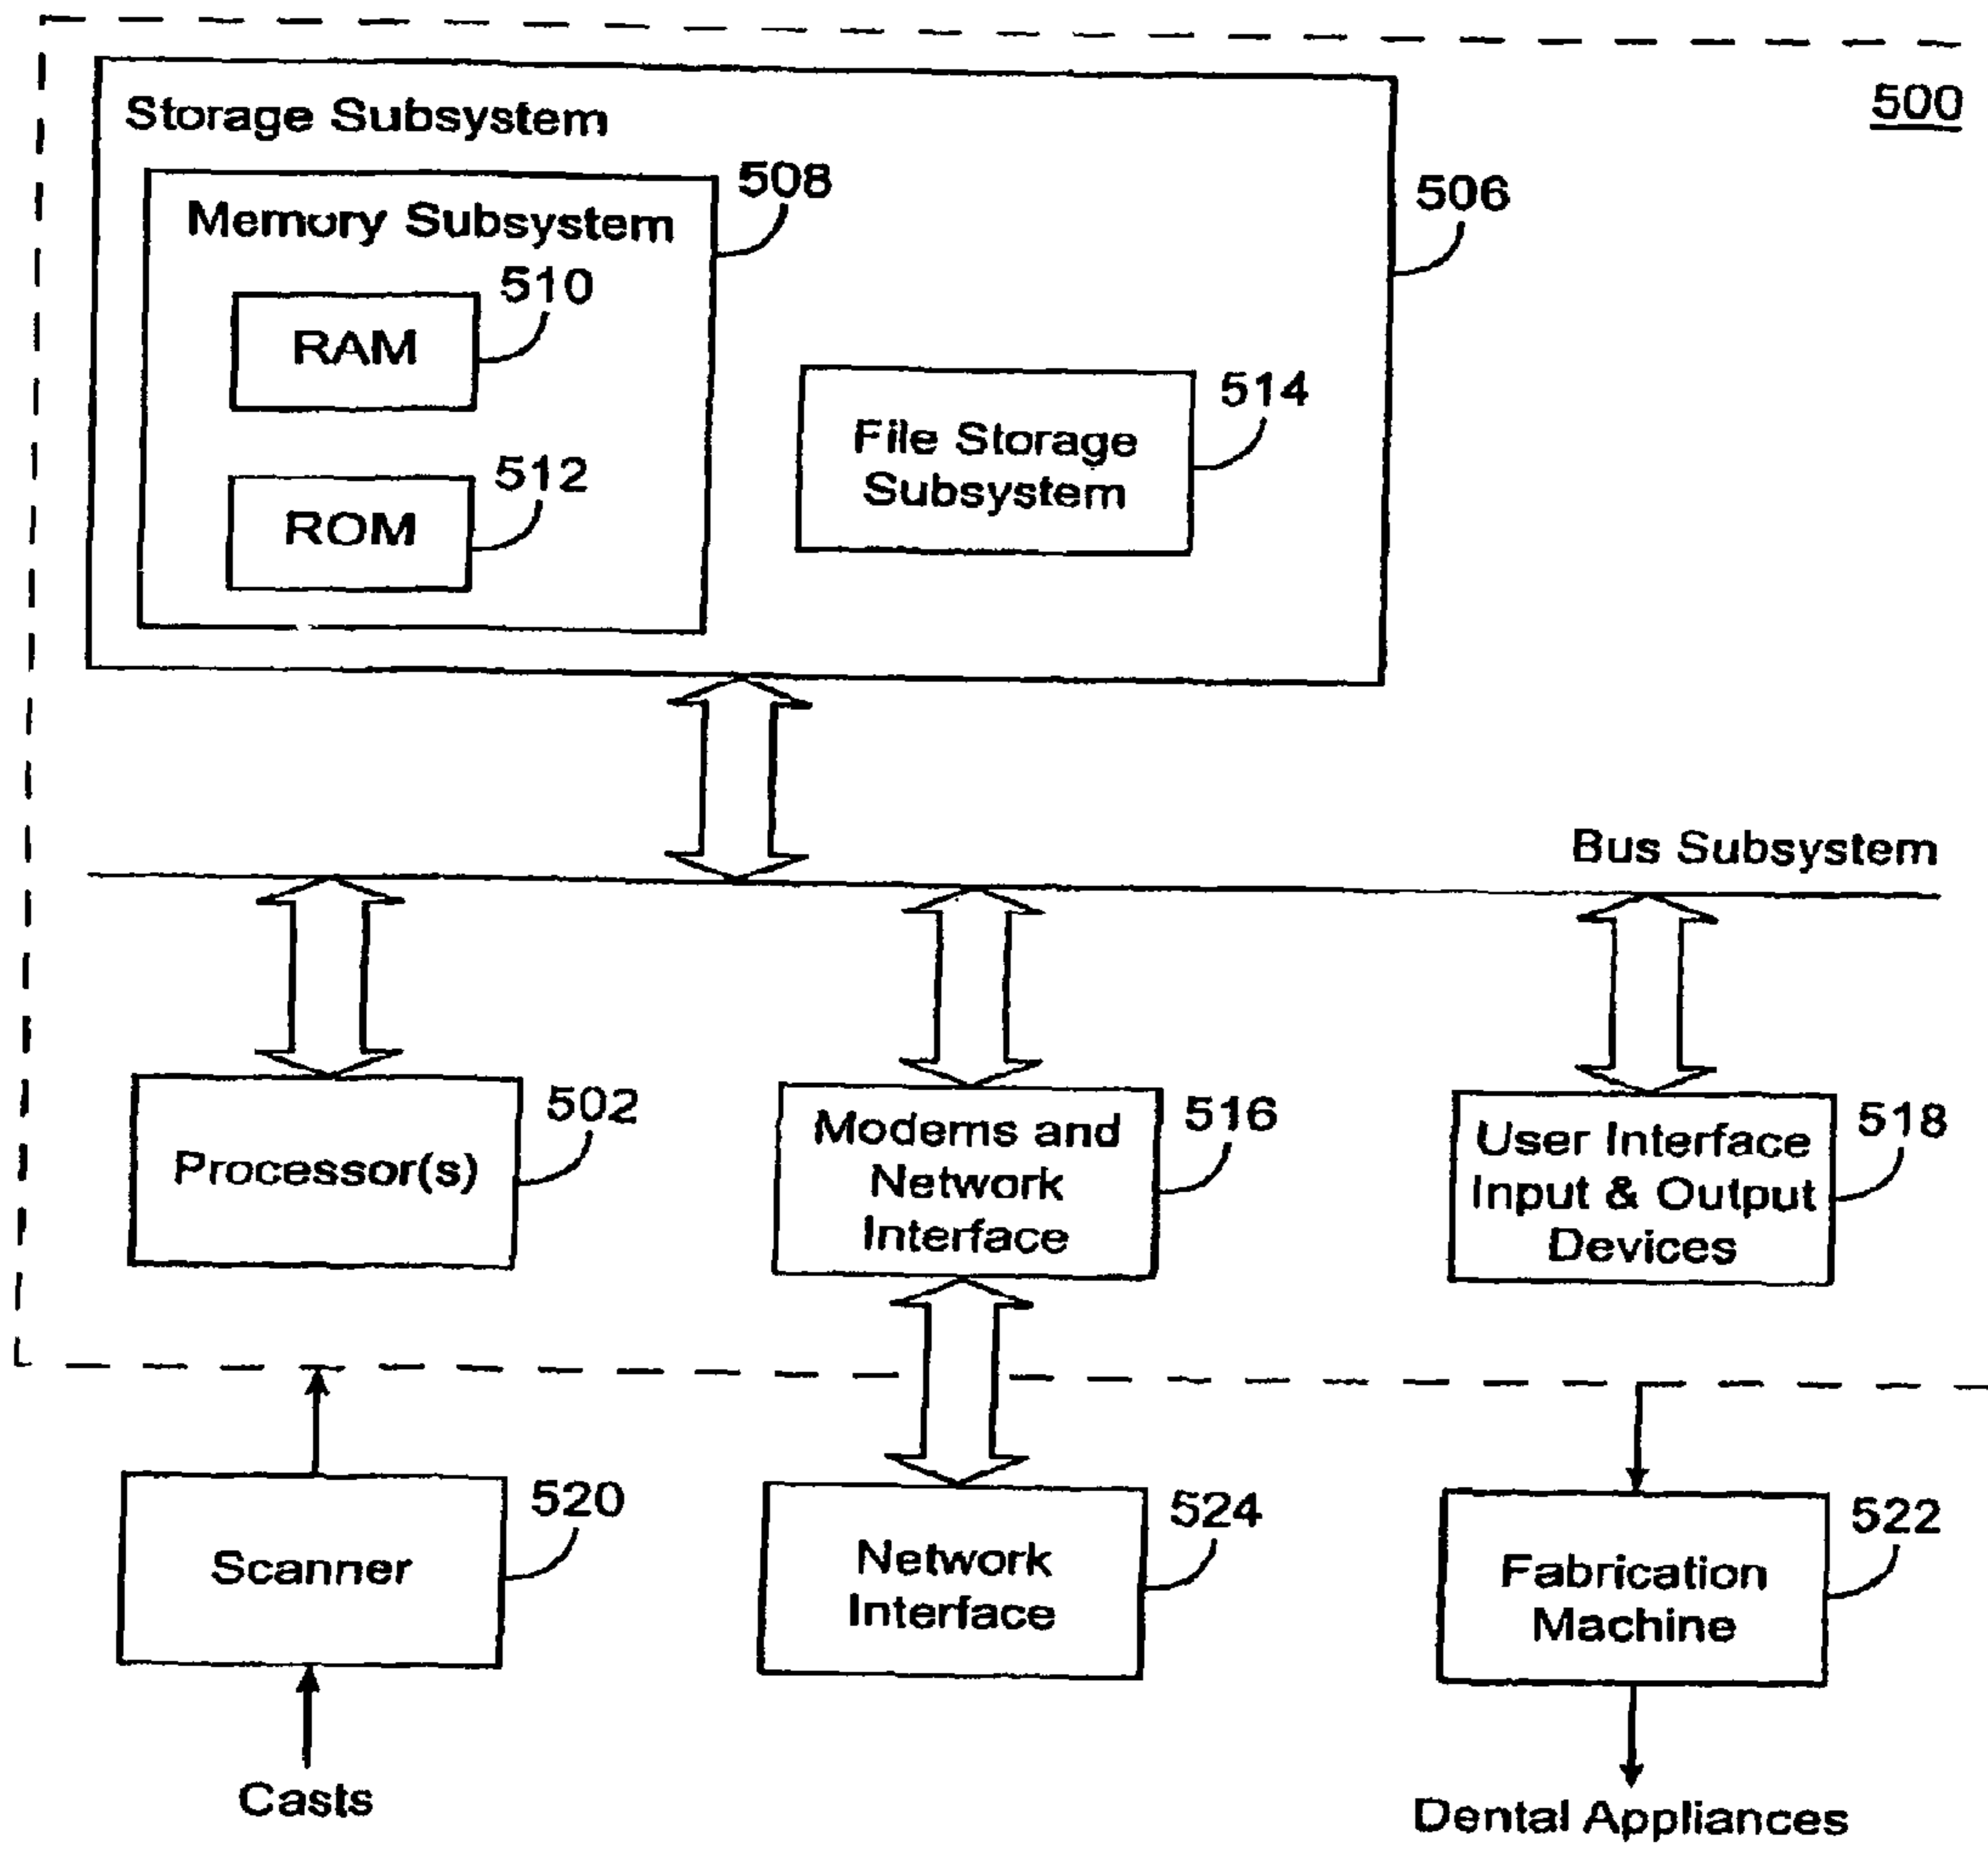 500
Storage Subsystem
508
506
Memory Subsystem
510
RAM
514
File Storage
Subsystem
512
ROM
Bus Subsystem
502
Processor(s)
516
Modems and
Network
Interface
518
User Interface
Input & Output
Devices
520
Scanner
524
Network
Interface
522
Fabrication
Machine
Casts
Dental Appliances